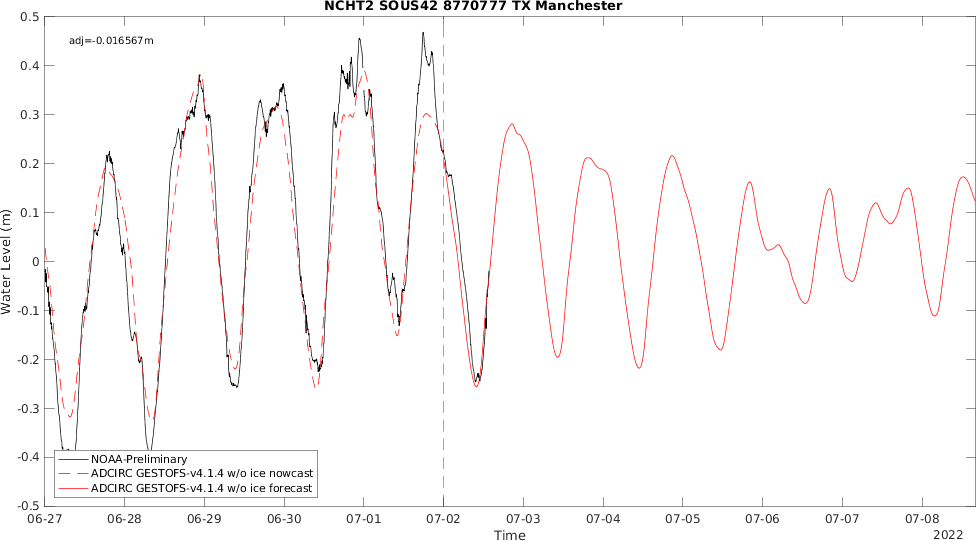 NCHT2 SOUS42 8770777 TX Manchester
adj=-0.016567m
Water Level (m)
0.5
0.4
0.3
0.2
0.1
0
-0.1
-0.2
-0.3
-0.4
-0.5
NOAA-Preliminary
ADCIRC GESTOFS-v4.1.4 w/o ice nowcast
ADCIRC GESTOFS-v4.1.4 w/o ice forecast
06-27 06-28 06-29 06-30 07-01 07-02 07-03 07-04 07-05 07-06 07-07 07-08
Time
2022